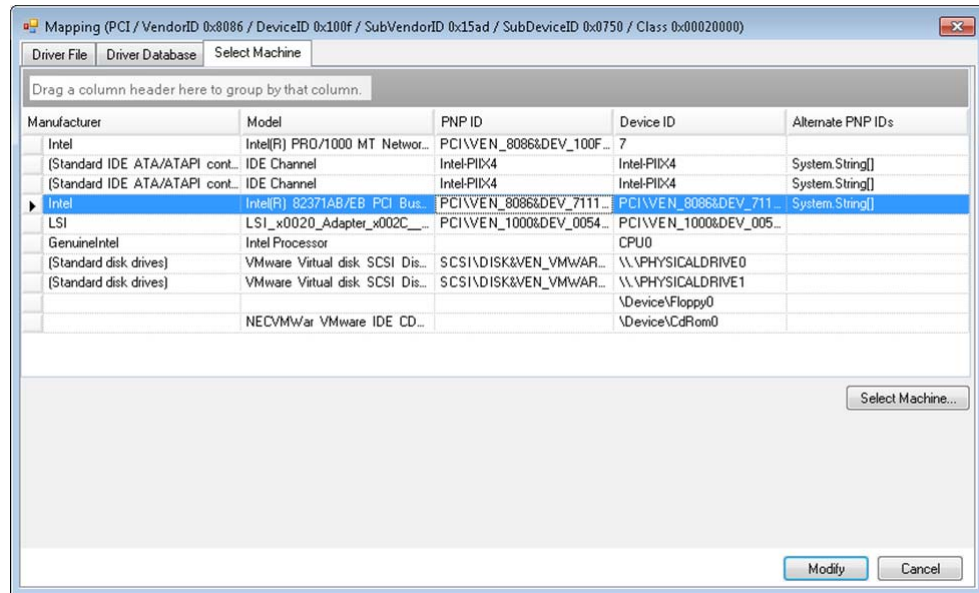 Mapping (PCI / VendorID 0x8086 / DeviceID 0x100f / SubVendorID 0x15ad / SubDeviceID 0x0750 / Class 0x00020000)
Driver File Driver Database Select Machine
Drag a column header here to group by that column.
Manufacturer Model PNP ID Device ID Alternate PNP IDs
Intel Intel(R) PRO/1000 MT Networ... PCI\VEN_8086&DEV_100F... 7
(Standard IDE ATA/ATAPI cont... IDE Channel Intel-PIIX4 Intel-PIIX4 System.String[]
(Standard IDE ATA/ATAPI cont... IDE Channel Intel-PIIX4 Intel-PIIX4 System.String[]
Intel Intel(R) 82371AB/EB PCI Bus... PCI\VEN_8086&DEV_7111... PCI\VEN_8086&DEV_711... System.String[]
LSI LSI_x0020_Adapter_x002C__... PCI\VEN_1000&DEV_0054... PCI\VEN_1000&DEV_005...
GenuineIntel Intel Processor CPU0
(Standard disk drives) VMware Virtual disk SCSI Dis... SCSI\DISK&VEN_VMWAR... \\.\PHYSICALDRIVE0
(Standard disk drives) VMware Virtual disk SCSI Dis... SCSI\DISK&VEN_VMWAR... \\.\PHYSICALDRIVE1
\Device\Floppy0
NECVMWar VMware IDE CD... \Device\CdRom0
Select Machine...
Modify Cancel